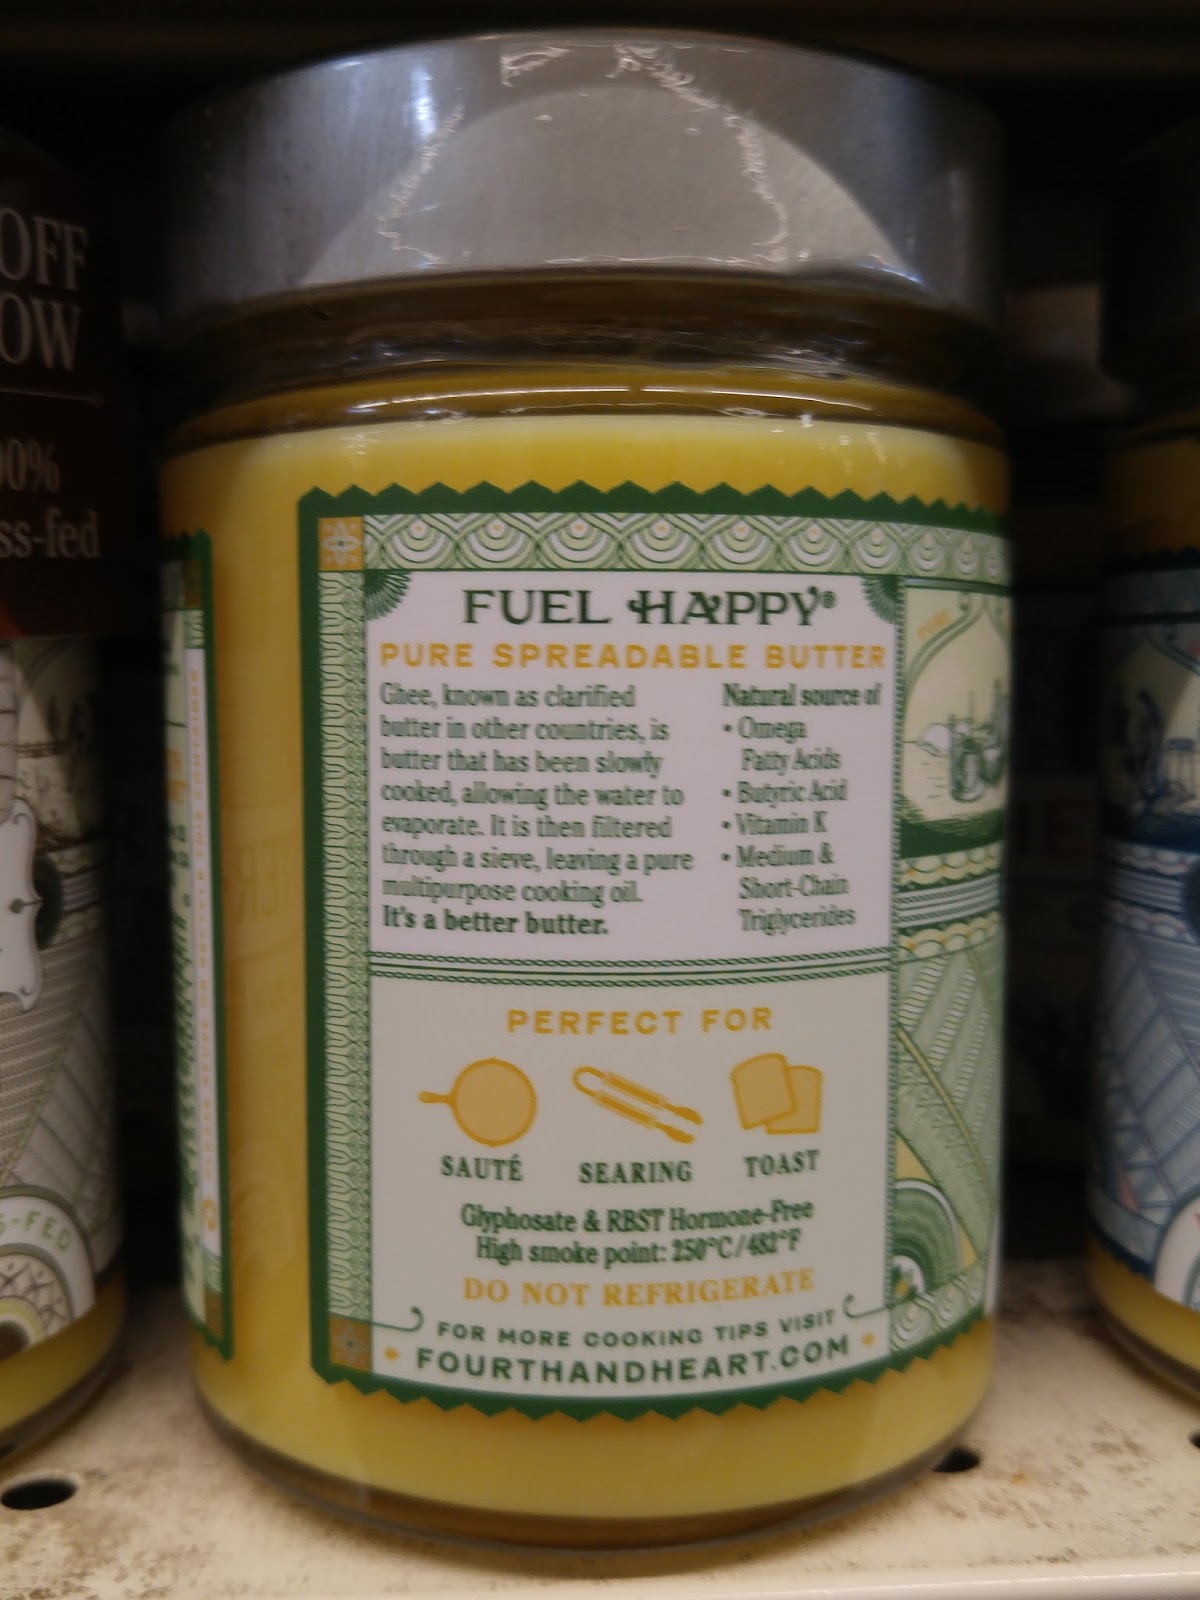 OFF
OW
00%
ss-fed
S-FED
FUEL HAPPY®
PURE SPREADABLE BUTTER
Ghee, known as clarified
butter in other countries, is
butter that has been slowly
cooked, allowing the water to
evaporate. It is then filtered
through a sieve, leaving a pure
multipurpose cooking oil.
It's a better butter.
Natural source of
• Omega
Fatty Acids
• Butyric Acid
• Vitamin K
• Medium &
Short-Chain
Triglycerides
PURE
PERFECT FOR
SAUTÉ SEARING TOAST
Glyphosate & RBST Hormone-Free
High smoke point: 250°C/482°F
DO NOT REFRIGERATE
FOR MORE COOKING TIPS VISIT
FOURTHANDHEART.COM